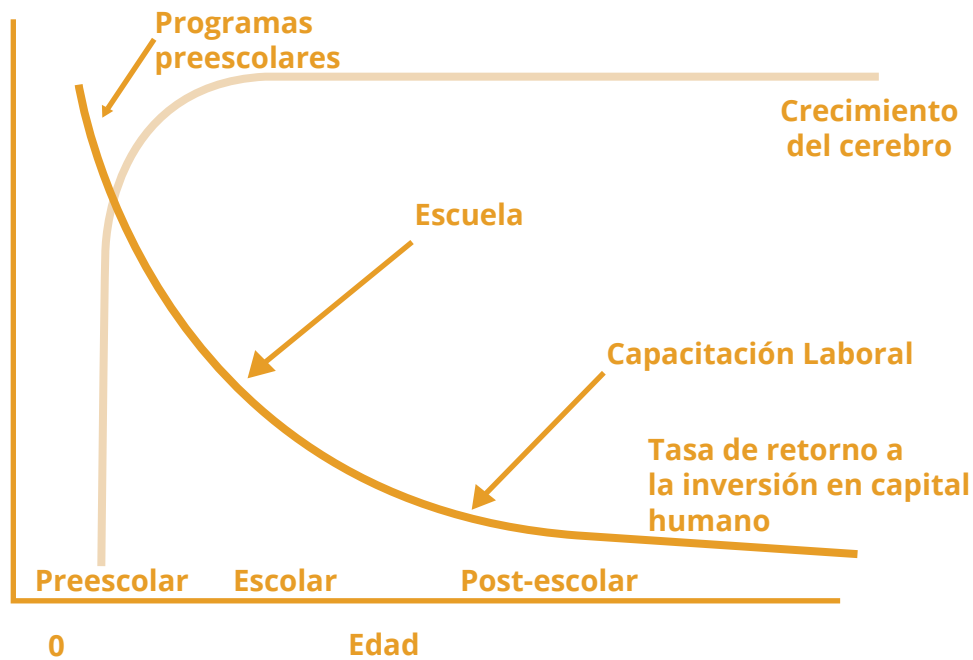 Programas
preescolares
Crecimiento
del cerebro
Escuela
Capacitación Laboral
Tasa de retorno a
la inversión en capital
humano
Preescolar
Escolar
Post-escolar
0
Edad